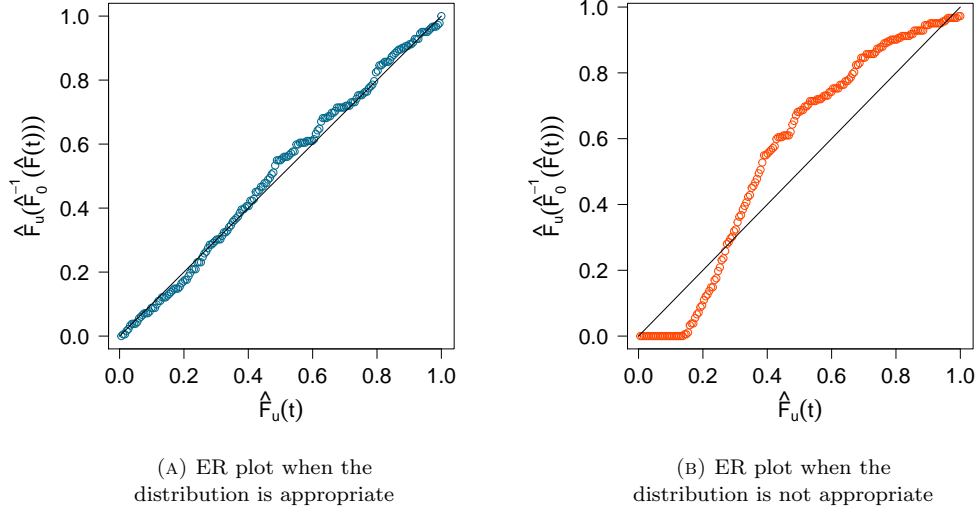 1.0
0.8
0.6
0.4
0.2
0.0
F̂ᵤ(F̂₀⁻¹(F̂(t)))
0.0 0.2 0.4 0.6 0.8 1.0
F̂ᵤ(t)
(A) ER plot when the
distribution is appropriate
1.0
0.8
0.6
0.4
0.2
0.0
F̂ᵤ(F̂₀⁻¹(F̂(t)))
0.0 0.2 0.4 0.6 0.8 1.0
F̂ᵤ(t)
(B) ER plot when the
distribution is not appropriate